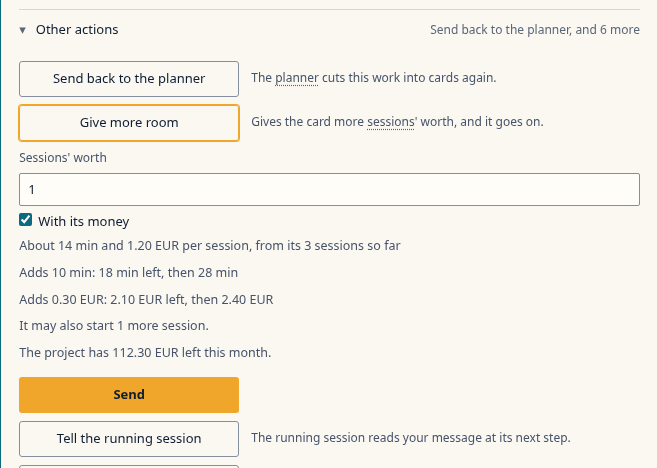 Other actions
Send back to the planner, and 6 more
Send back to the planner
The planner cuts this work into cards again.
Give more room
Gives the card more sessions' worth, and it goes on.
Sessions' worth
1
With its money
About 14 min and 1.20 EUR per session, from its 3 sessions so far
Adds 10 min: 18 min left, then 28 min
Adds 0.30 EUR: 2.10 EUR left, then 2.40 EUR
It may also start 1 more session.
The project has 112.30 EUR left this month.
Send
Tell the running session
The running session reads your message at its next step.